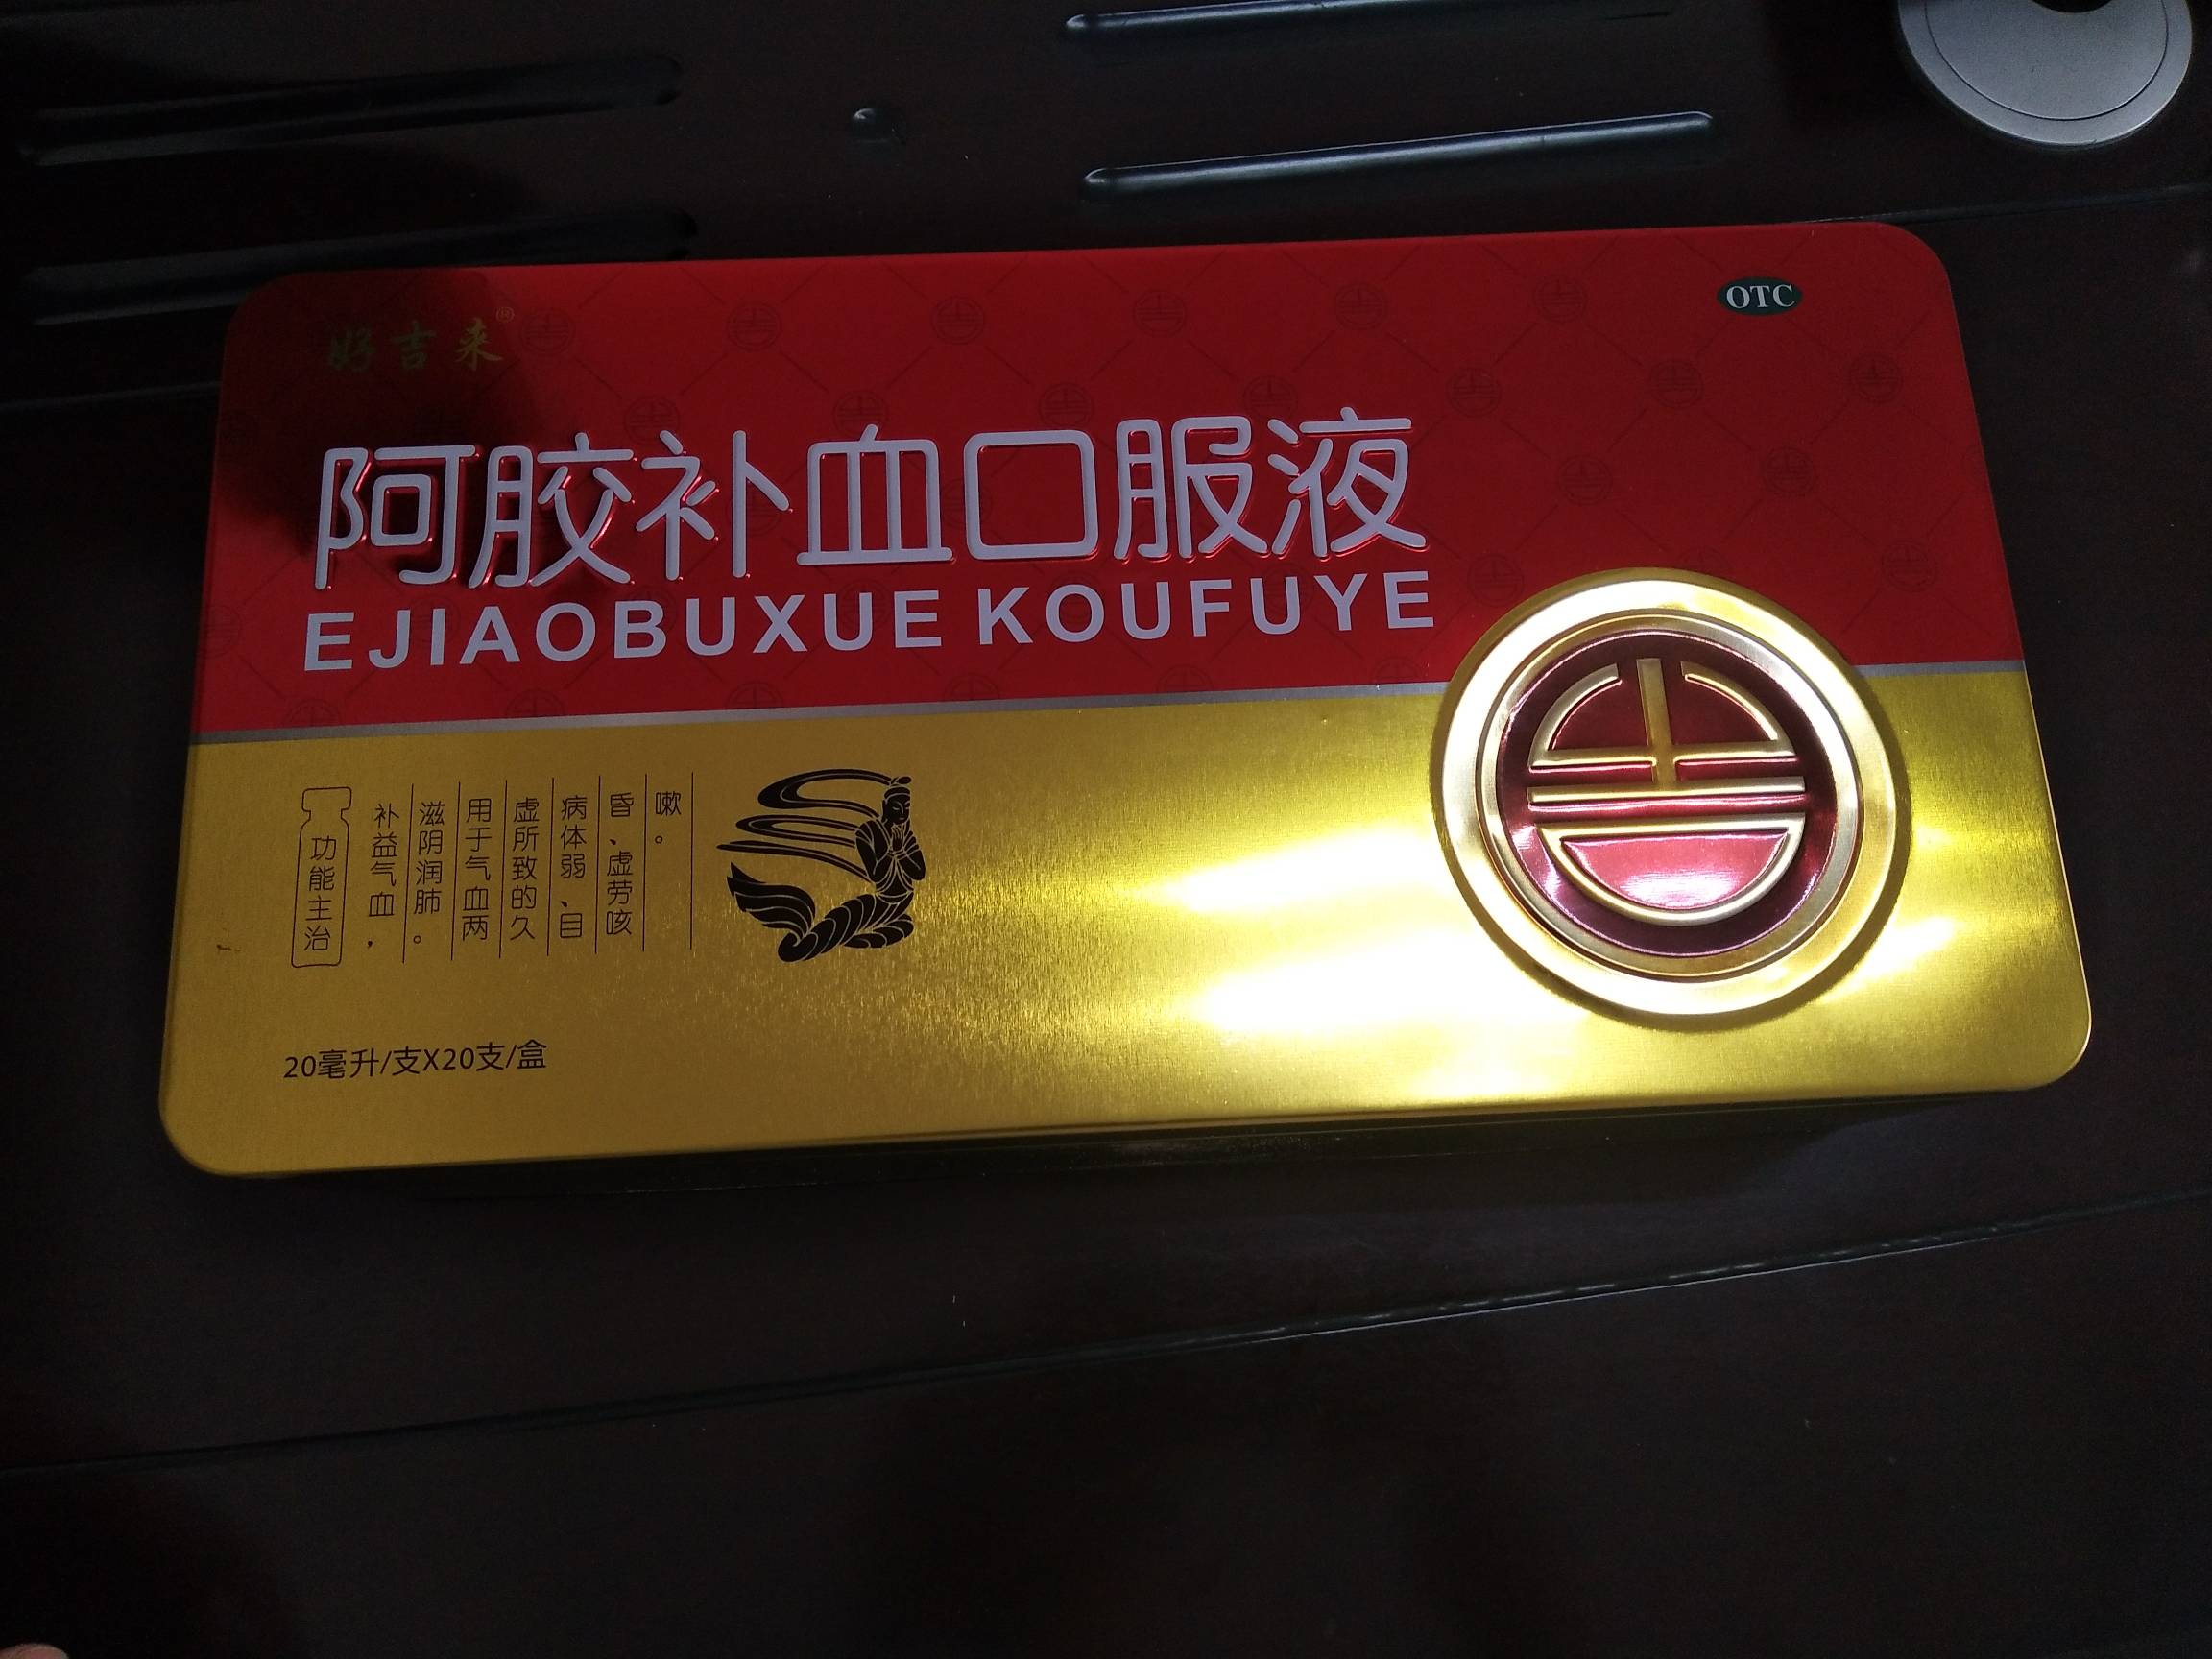 好吉来®
OTC
阿胶补血口服液
EJIAOBUXUE KOUFUYE
功能主治
补益气血，
滋阴润肺。
用于气血两
虚所致的久
病体弱、目
昏、虚劳咳
嗽。
20毫升/支X20支/盒